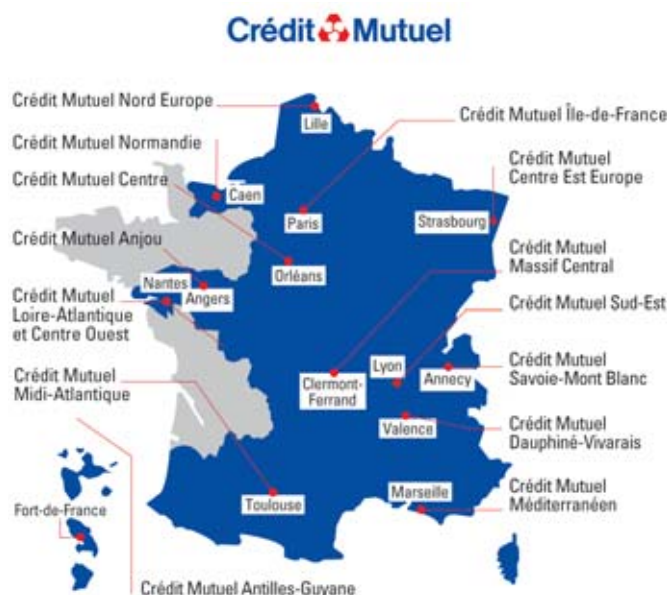 Crédit Mutuel
Crédit Mutuel Nord Europe
Lille
Crédit Mutuel Île-de-France
Crédit Mutuel Normandie
Crédit Mutuel
Centre Est Europe
Crédit Mutuel Centre
Caen
Paris
Strasbourg
Crédit Mutuel Anjou
Orléans
Crédit Mutuel
Massif Central
Nantes
Angers
Crédit Mutuel
Loire-Atlantique
et Centre Ouest
Crédit Mutuel Sud-Est
Lyon
Annecy
Clermont-
Ferrand
Crédit Mutuel
Savoie-Mont Blanc
Crédit Mutuel
Midi-Atlantique
Valence
Crédit Mutuel
Dauphiné-Vivarais
Toulouse
Marseille
Crédit Mutuel
Méditerranéen
Fort-de-France
Crédit Mutuel Antilles-Guyane